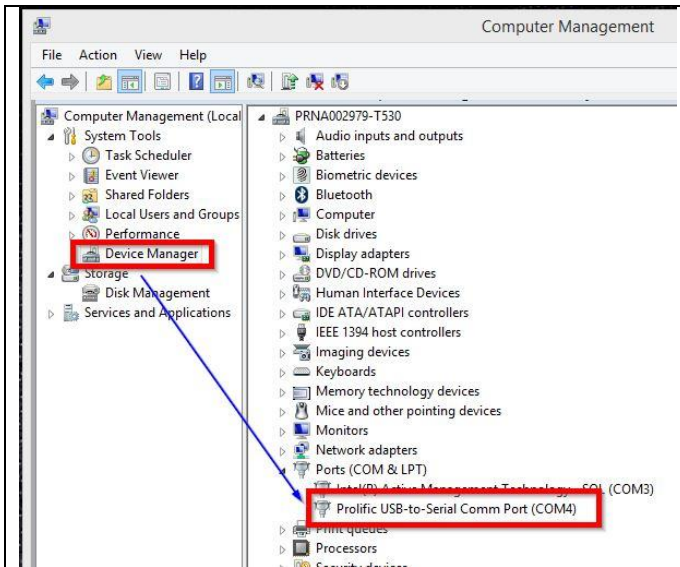 Computer Management
File Action View Help
Computer Management (Local
System Tools
Task Scheduler
Event Viewer
Shared Folders
Local Users and Groups
Performance
Device Manager
Storage
Disk Management
Services and Applications
PRNA002979-T530
Audio inputs and outputs
Batteries
Biometric devices
Bluetooth
Computer
Disk drives
Display adapters
DVD/CD-ROM drives
Human Interface Devices
IDE ATA/ATAPI controllers
IEEE 1394 host controllers
Imaging devices
Keyboards
Memory technology devices
Mice and other pointing devices
Monitors
Network adapters
Ports (COM & LPT)
Intel(R) Active Management Technology - SOL (COM3)
Prolific USB-to-Serial Comm Port (COM4)
Print queues
Processors
Security devices